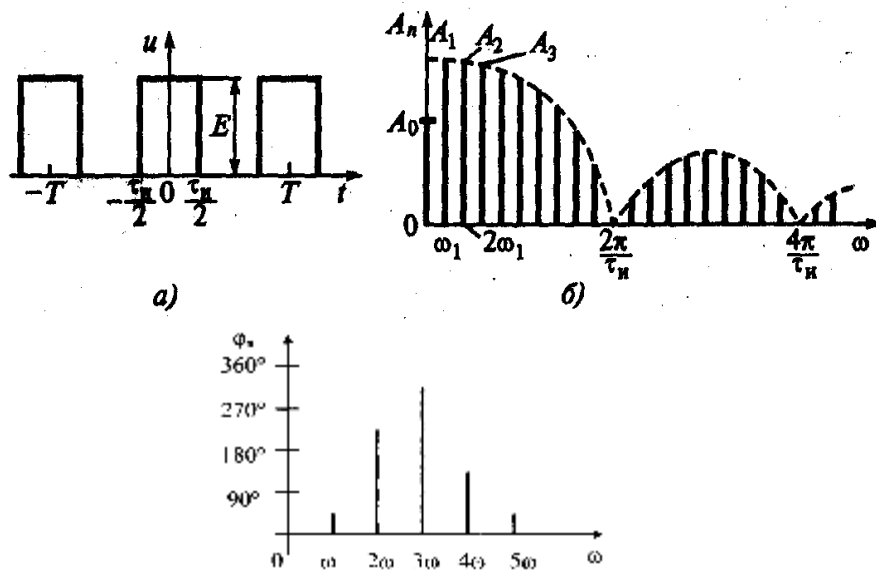 u
E
−T
−τи/2
0
τи/2
T
t
а)
Aₙ
A₁
A₂
A₃
A₀
0
ω₁
2ω₁
2π/τи
4π/τи
ω
б)
φₙ
360°
270°
180°
90°
0
ω
2ω
3ω
4ω
5ω
ω